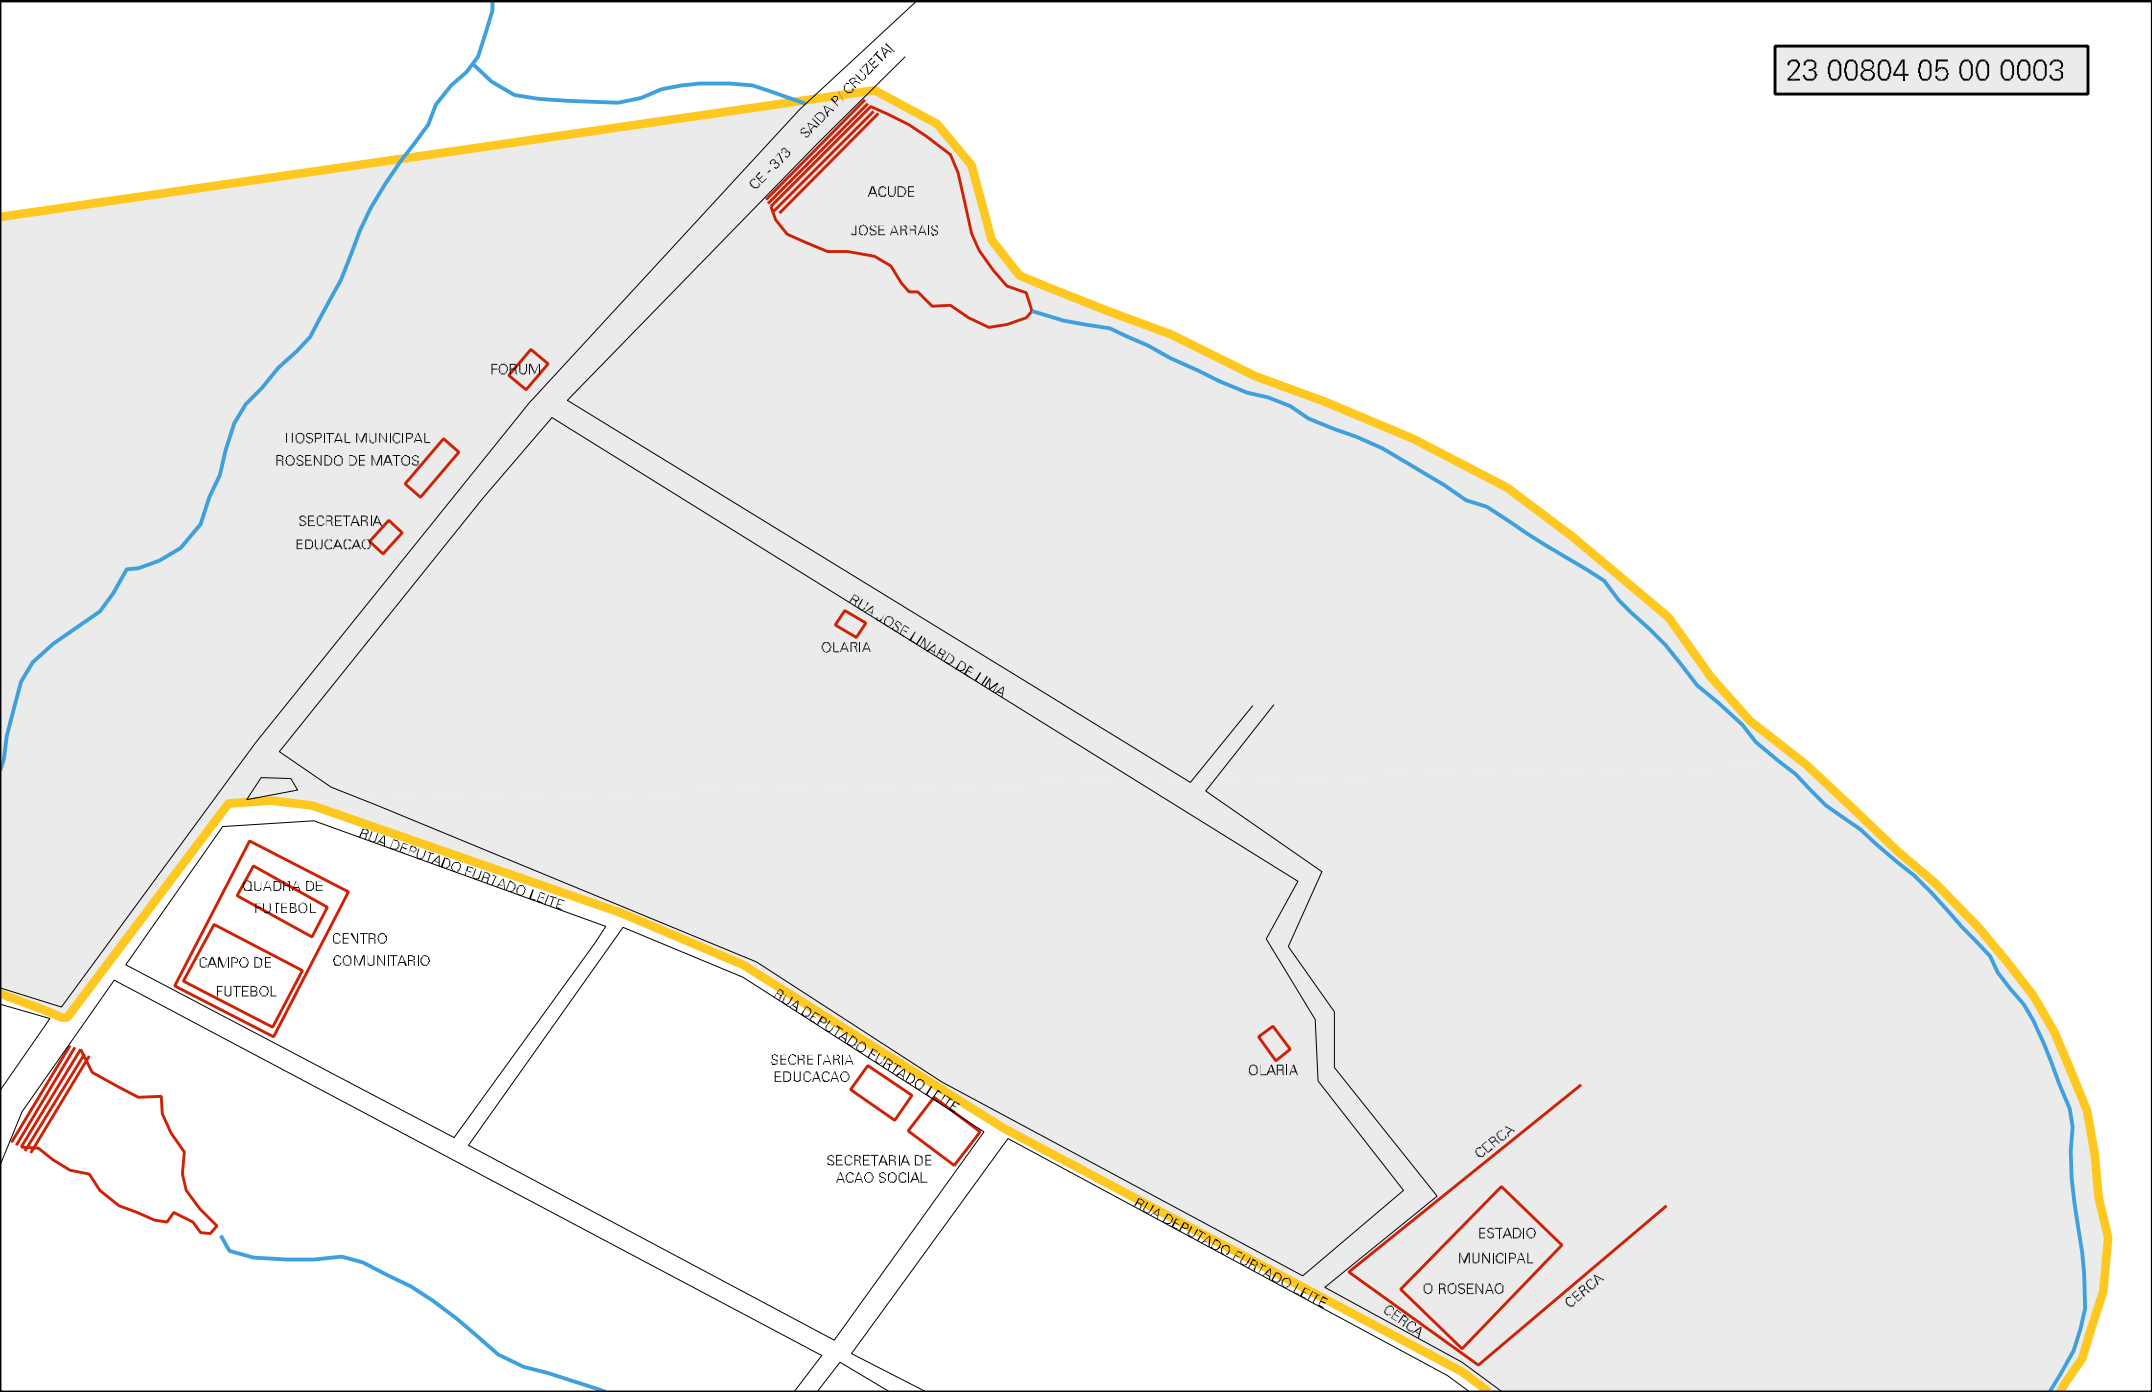 23 00804 05 00 0003
SAIDA P/ CRUZETAI
CE - 373
ACUDE
JOSE ARRAIS
FORUM
HOSPITAL MUNICIPAL
ROSENDO DE MATOS
SECRETARIA
EDUCACAO
RUA JOSE LINARD DE LIMA
OLARIA
RUA DEPUTADO FURTADO LEITE
QUADRA DE
FUTEBOL
CENTRO
COMUNITARIO
CAMPO DE
FUTEBOL
RUA DEPUTADO FURTADO LEITE
SECRETARIA
EDUCACAO
OLARIA
SECRETARIA DE
ACAO SOCIAL
CERCA
RUA DEPUTADO FURTADO LEITE
ESTADIO
MUNICIPAL
O ROSENAO
CERCA
CERCA